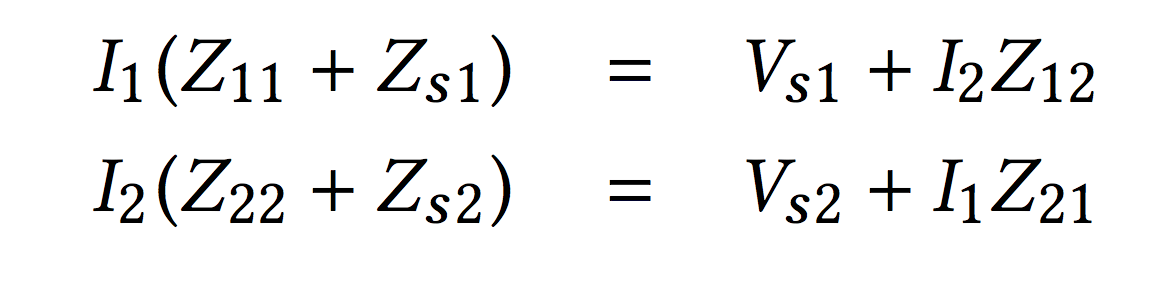 I₁(Z₁₁ + Zₛ₁) = Vₛ₁ + I₂Z₁₂
I₂(Z₂₂ + Zₛ₂) = Vₛ₂ + I₁Z₂₁